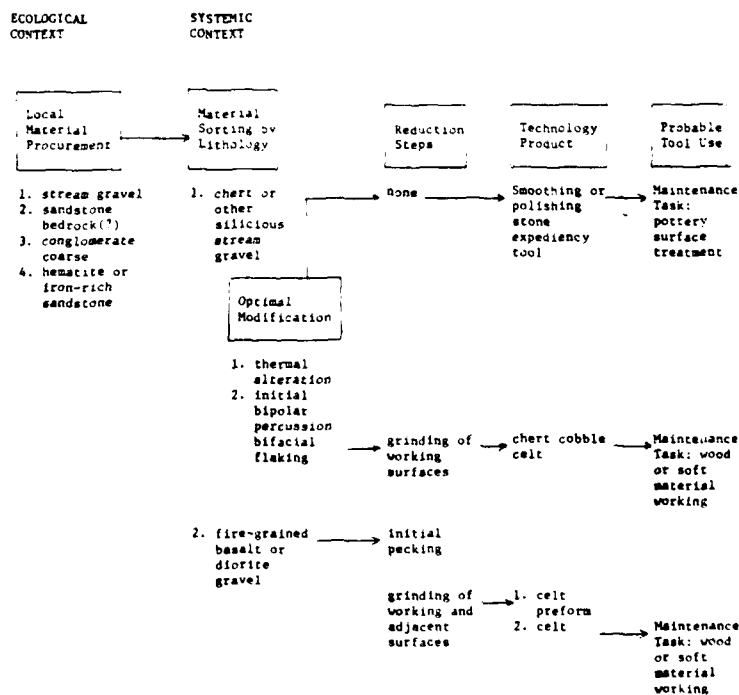 ECOLOGICAL
CONTEXT
SYSTEMIC
CONTEXT
Local
Material
Procurement
Material
Sorting by
Lithology
Reduction
Steps
Technology
Product
Probable
Tool Use
1. stream gravel
2. sandstone
bedrock(?)
3. conglomerate
coarse
4. hematite or
iron-rich
sandstone
1. chert or
other
silicious
stream
gravel
none
Smoothing or
polishing
stone
expediency
tool
Maintenance
Task:
pottery
surface
treatment
Optimal
Modification
1. thermal
alteration
2. initial
bipolar
percussion
bifacial
flaking
grinding of
working
surfaces
chert cobble
celt
Maintenance
Task: wood
or soft
material
working
2. fire-grained
basalt or
diorite
gravel
initial
pecking
grinding of
working and
adjacent
surfaces
1. celt
preform
2. celt
Maintenance
Task: wood
or soft
material
working